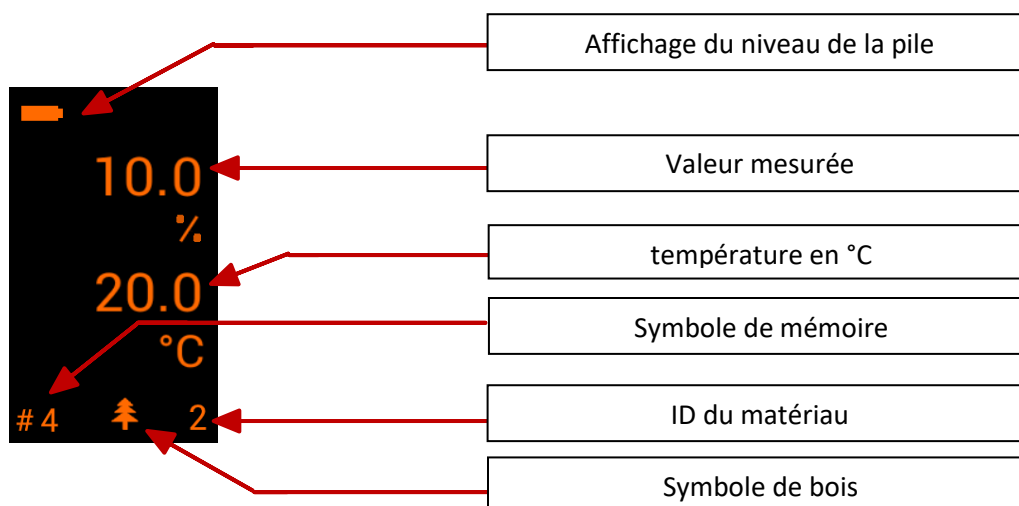 Affichage du niveau de la pile
10.0
Valeur mesurée
%
température en °C
20.0
Symbole de mémoire
°C
# 4
2
ID du matériau
Symbole de bois